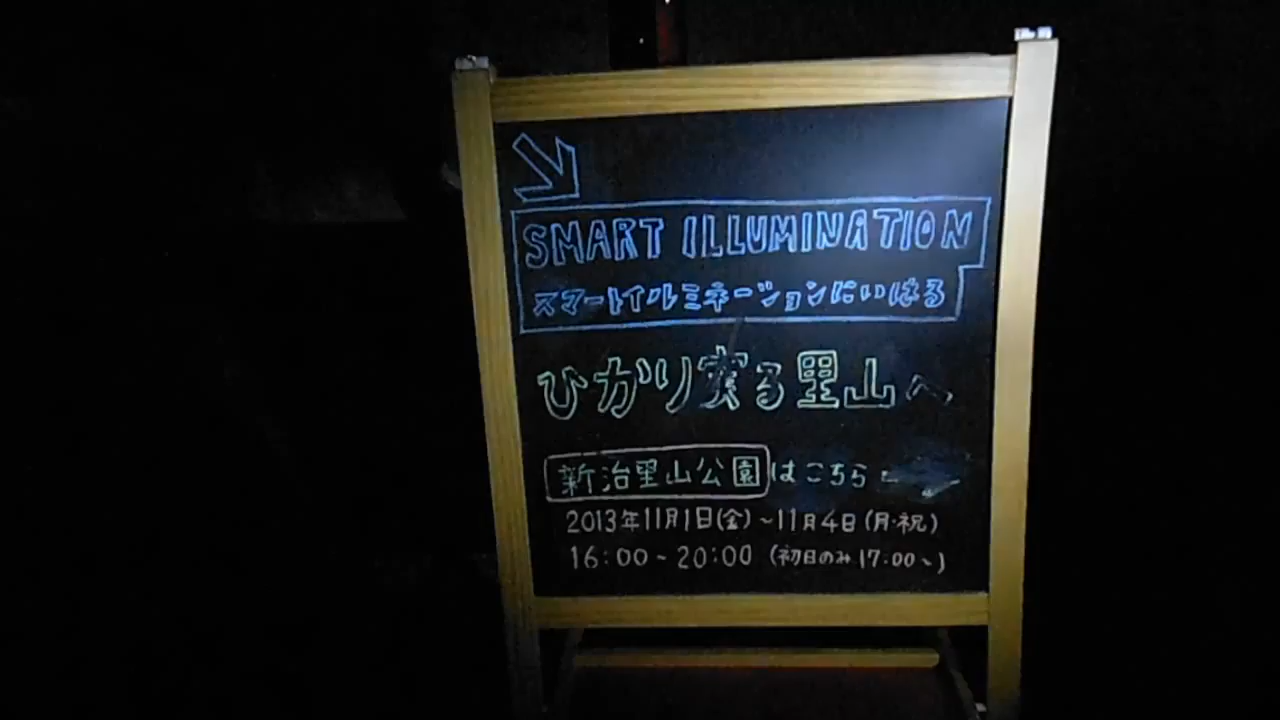 SMART ILLUMINATION
スマートイルミネーションにいはる
ひかり実る里山へ
新治里山公園はこちら
2013年11月1日(金)~11月4日(月・祝)
16:00~20:00 (初日のみ17:00~)